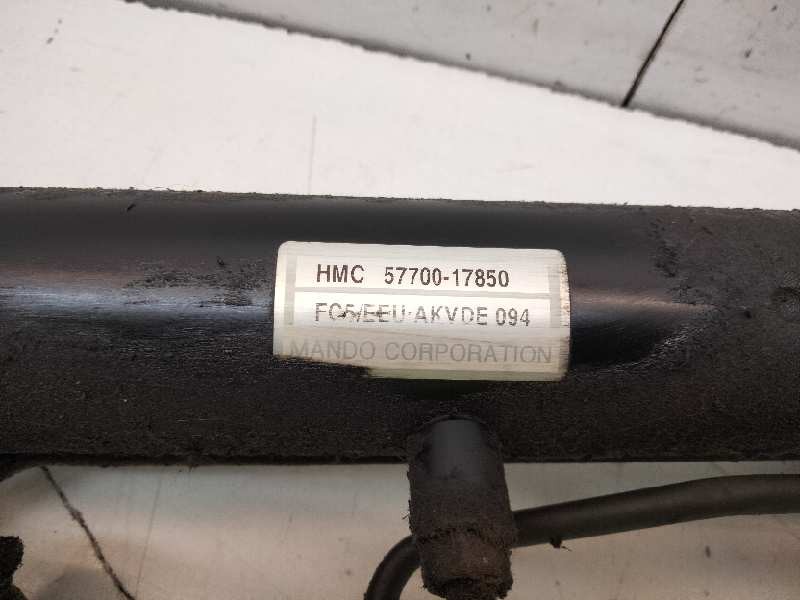 HMC 57700-17850
FC5/EEU-AKVDE 094
MANDO CORPORATION